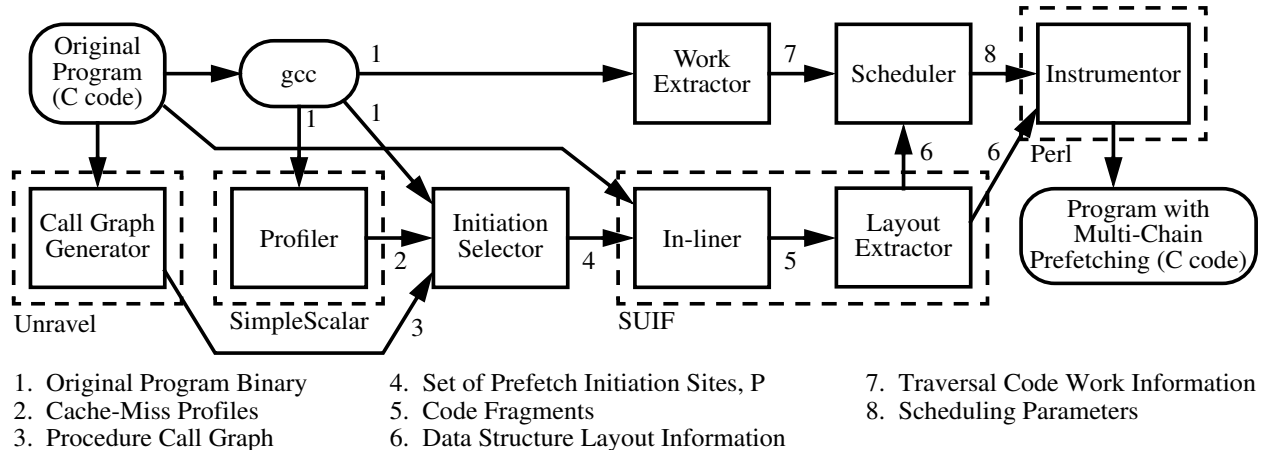 Original
Program
(C code)
gcc
1
1
1
Work
Extractor
7
Scheduler
8
Instrumentor
Perl
6
6
Call Graph
Generator
Unravel
Profiler
SimpleScalar
2
3
Initiation
Selector
4
In-liner
5
Layout
Extractor
SUIF
Program with
Multi-Chain
Prefetching (C code)
1. Original Program Binary
2. Cache-Miss Profiles
3. Procedure Call Graph
4. Set of Prefetch Initiation Sites, P
5. Code Fragments
6. Data Structure Layout Information
7. Traversal Code Work Information
8. Scheduling Parameters